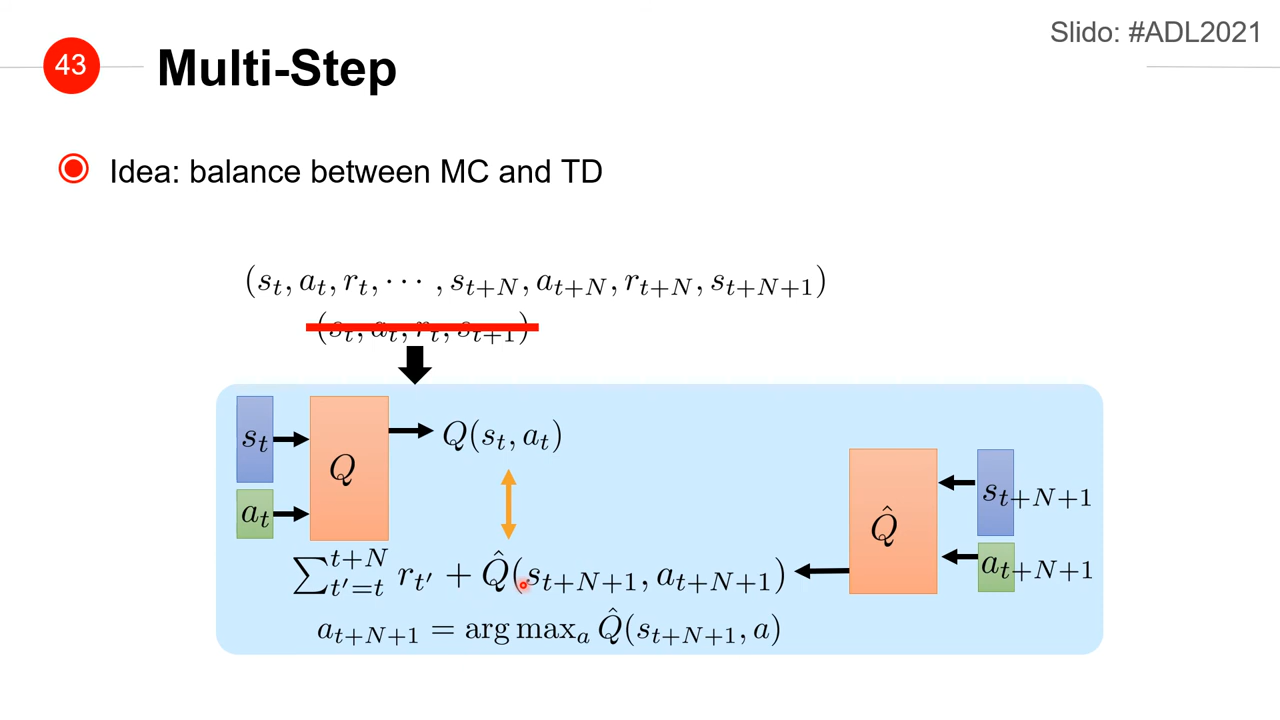 Slido: #ADL2021
43
Multi-Step
Idea: balance between MC and TD
(s_t, a_t, r_t, ⋯ , s_{t+N}, a_{t+N}, r_{t+N}, s_{t+N+1})
(s_t, a_t, r_t, s_{t+1})
s_t
a_t
Q
Q(s_t, a_t)
Q̂
s_{t+N+1}
a_{t+N+1}
∑_{t'=t}^{t+N} r_{t'} + Q̂(s_{t+N+1}, a_{t+N+1})
a_{t+N+1} = arg max_a Q̂(s_{t+N+1}, a)